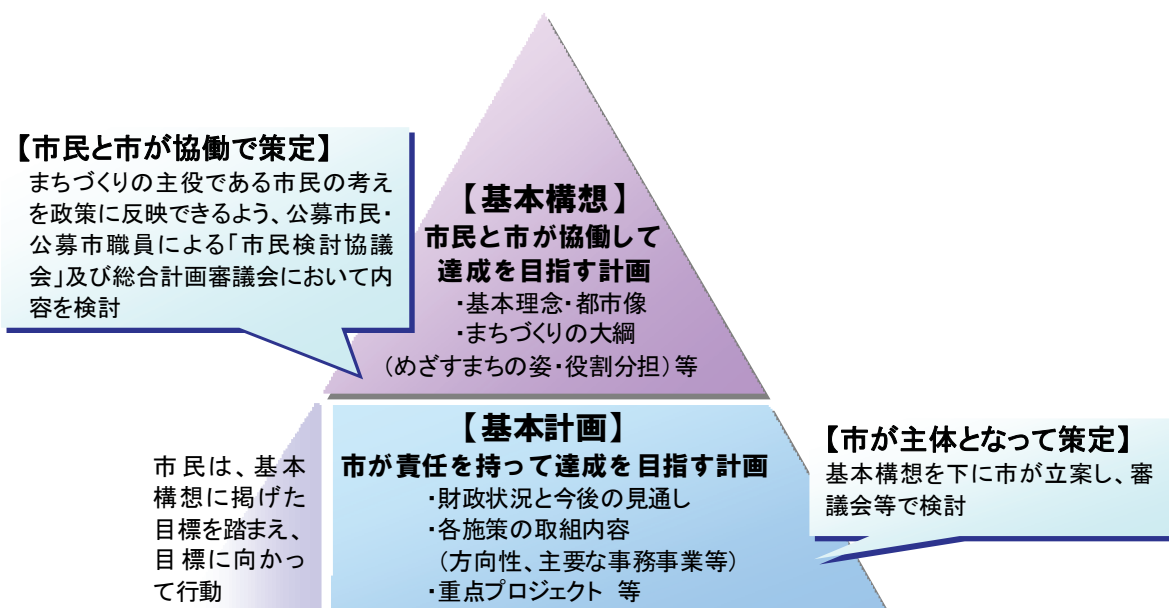 【市民と市が協働で策定】
まちづくりの主役である市民の考え
を政策に反映できるよう、公募市民・
公募市職員による「市民検討協議
会」及び総合計画審議会において内
容を検討
【基本構想】
市民と市が協働して
達成を目指す計画
・基本理念・都市像
・まちづくりの大綱
（めざすまちの姿・役割分担）等
【基本計画】
市が責任を持って達成を目指す計画
・財政状況と今後の見通し
・各施策の取組内容
（方向性、主要な事務事業等）
・重点プロジェクト 等
市民は、基本
構想に掲げた
目標を踏まえ、
目標に向かっ
て行動
【市が主体となって策定】
基本構想を下に市が立案し、審
議会等で検討